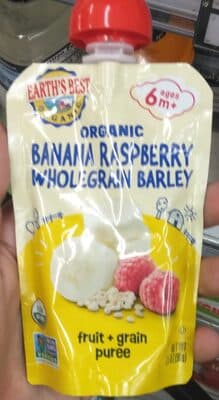 EARTH'S BEST
ORGANIC
ages
6m+
ORGANIC
BANANA RASPBERRY
WHOLEGRAIN BARLEY
fruit + grain
puree